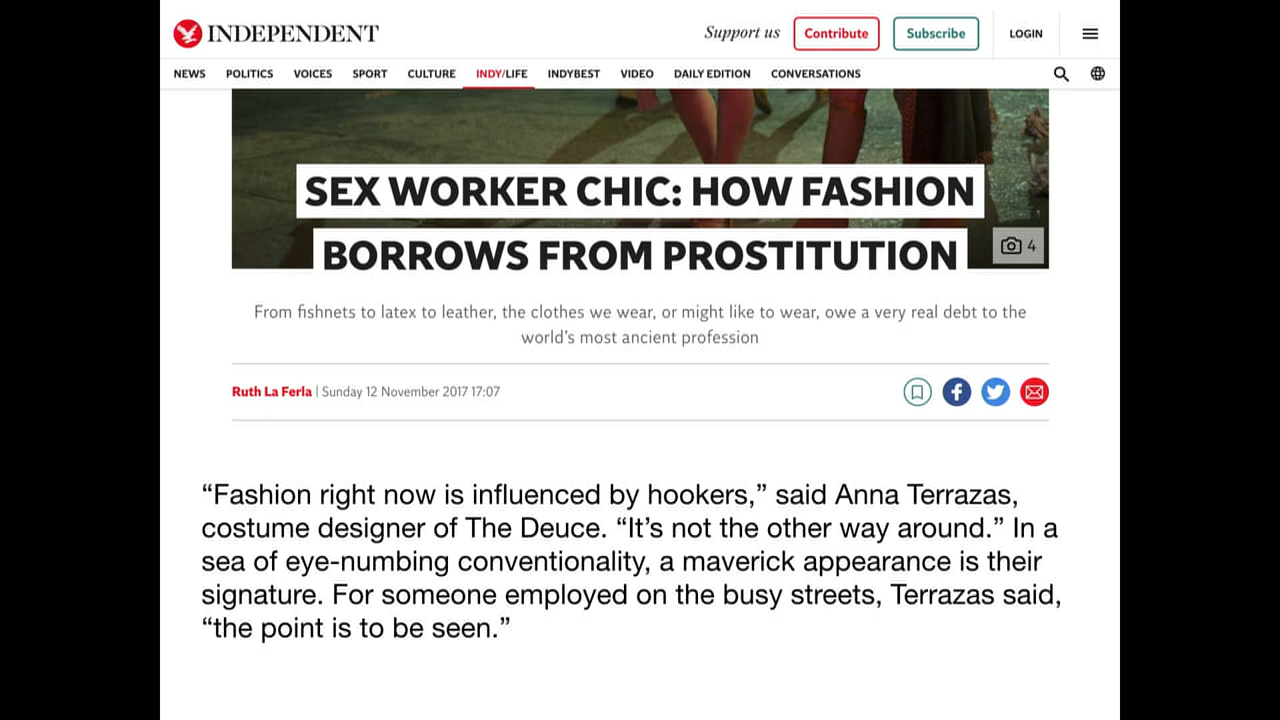 INDEPENDENT
Support us
Contribute
Subscribe
LOGIN
NEWS POLITICS VOICES SPORT CULTURE INDY/LIFE INDYBEST VIDEO DAILY EDITION CONVERSATIONS
SEX WORKER CHIC: HOW FASHION
BORROWS FROM PROSTITUTION
4
From fishnets to latex to leather, the clothes we wear, or might like to wear, owe a very real debt to the
world's most ancient profession
Ruth La Ferla | Sunday 12 November 2017 17:07
“Fashion right now is influenced by hookers,” said Anna Terrazas,
costume designer of The Deuce. “It’s not the other way around.” In a
sea of eye-numbing conventionality, a maverick appearance is their
signature. For someone employed on the busy streets, Terrazas said,
“the point is to be seen.”